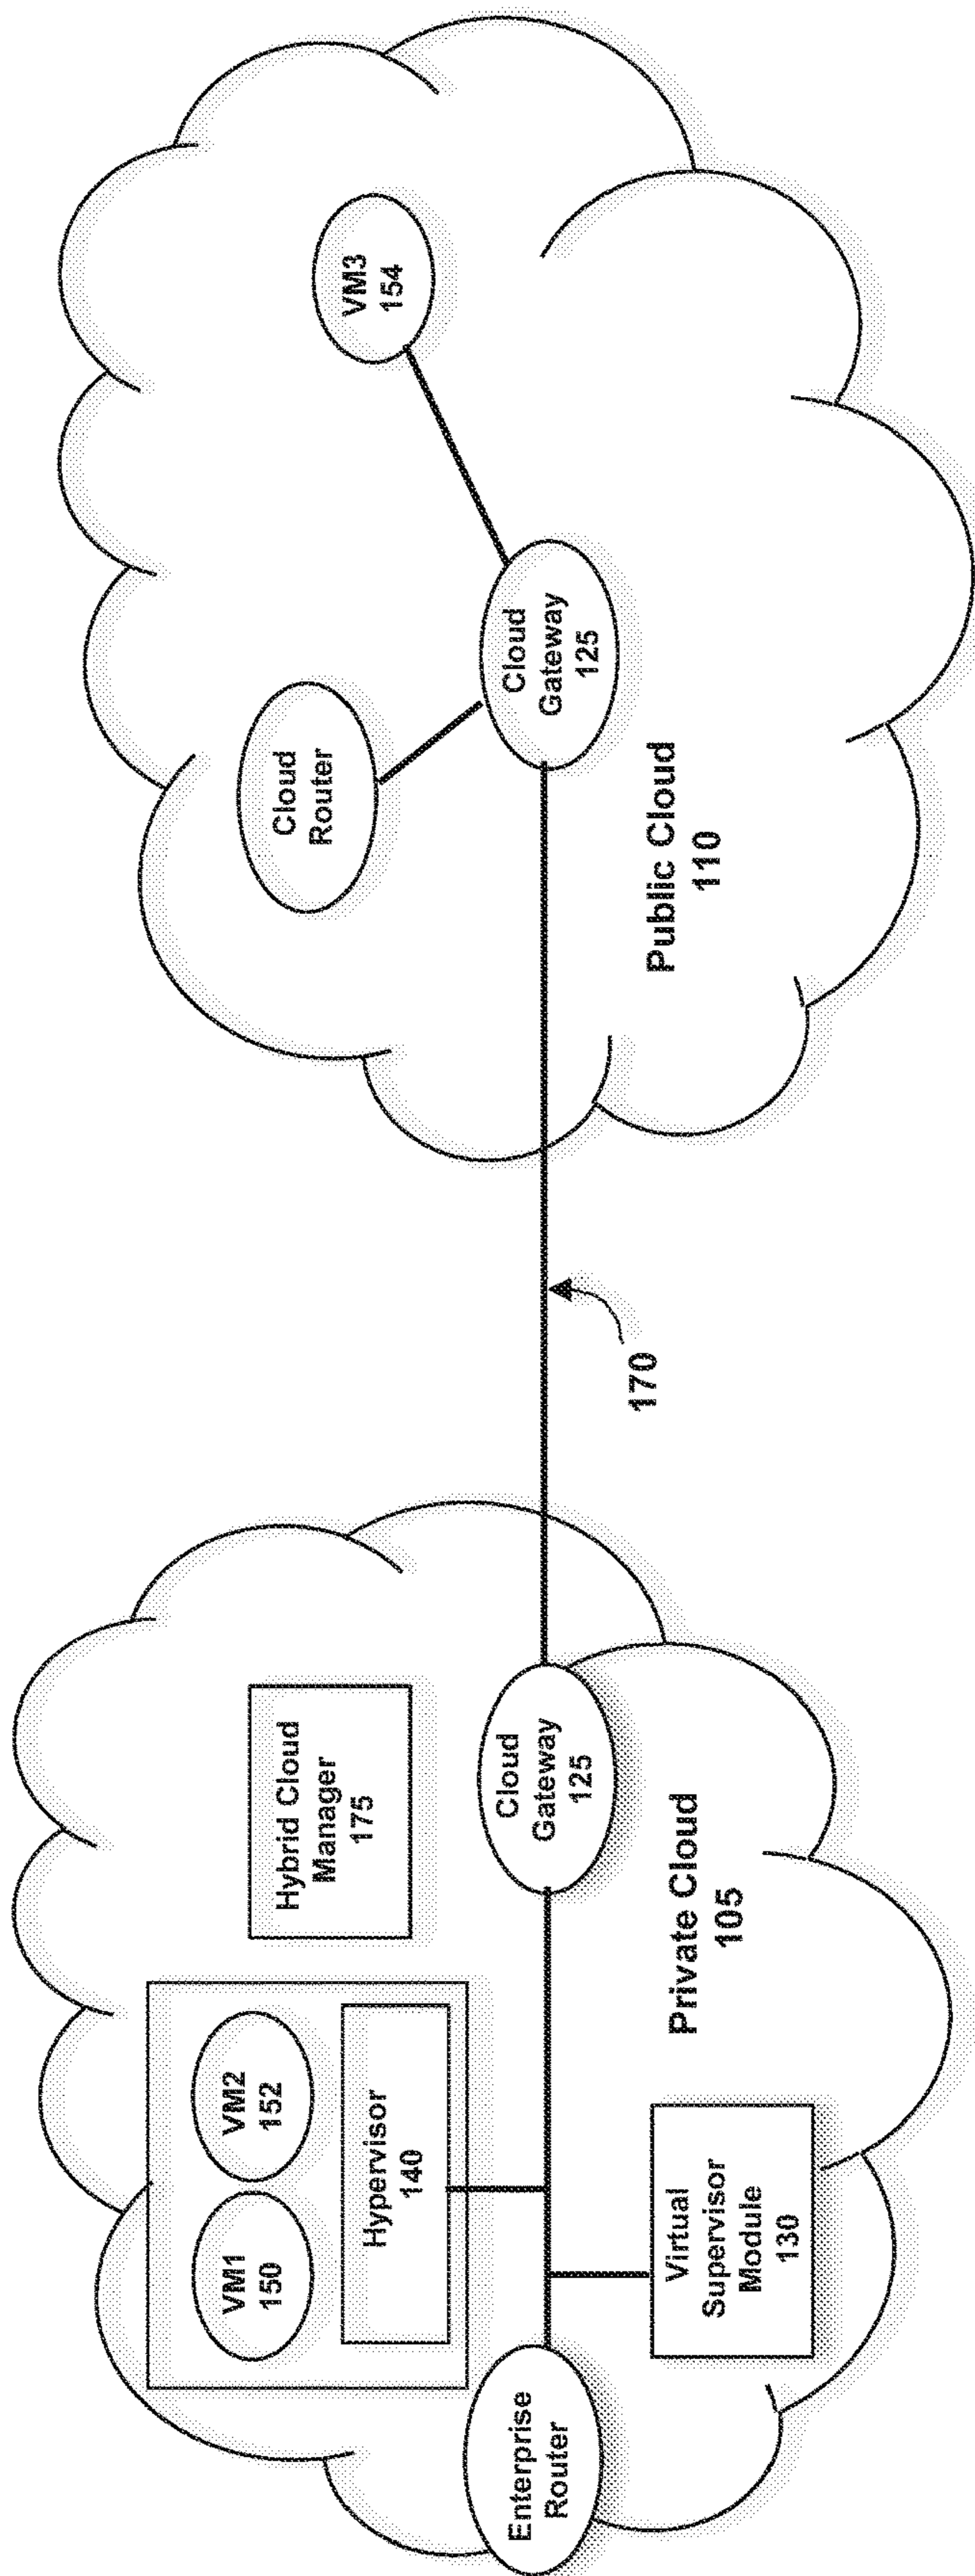 VM1
150
VM2
152
Hypervisor
140
Hybrid Cloud
Manager
175
Enterprise
Router
Cloud
Gateway
125
Virtual
Supervisor
Module
130
Private Cloud
105
170
Cloud
Router
VM3
154
Cloud
Gateway
125
Public Cloud
110